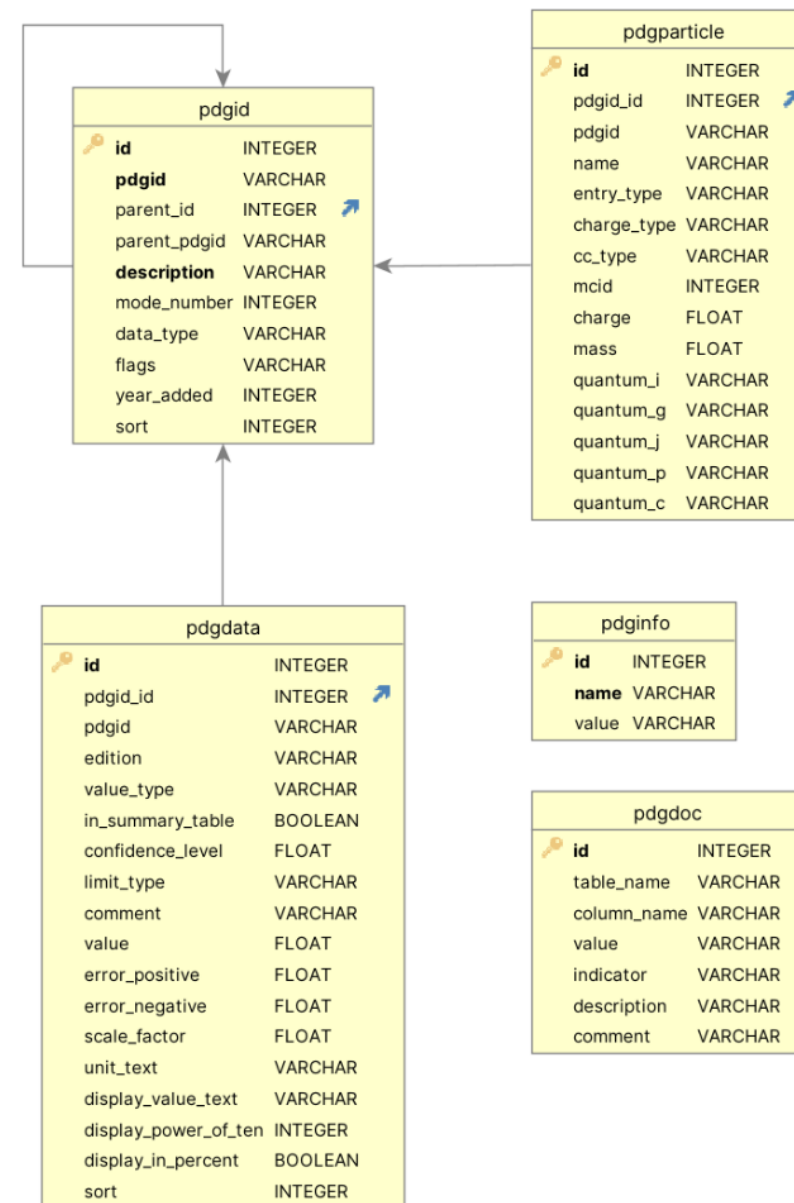 pdgid
id INTEGER
pdgid VARCHAR
parent_id INTEGER
parent_pdgid VARCHAR
description VARCHAR
mode_number INTEGER
data_type VARCHAR
flags VARCHAR
year_added INTEGER
sort INTEGER
pdgparticle
id INTEGER
pdgid_id INTEGER
pdgid VARCHAR
name VARCHAR
entry_type VARCHAR
charge_type VARCHAR
cc_type VARCHAR
mcid INTEGER
charge FLOAT
mass FLOAT
quantum_i VARCHAR
quantum_g VARCHAR
quantum_j VARCHAR
quantum_p VARCHAR
quantum_c VARCHAR
pdgdata
id INTEGER
pdgid_id INTEGER
pdgid VARCHAR
edition VARCHAR
value_type VARCHAR
in_summary_table BOOLEAN
confidence_level FLOAT
limit_type VARCHAR
comment VARCHAR
value FLOAT
error_positive FLOAT
error_negative FLOAT
scale_factor FLOAT
unit_text VARCHAR
display_value_text VARCHAR
display_power_of_ten INTEGER
display_in_percent BOOLEAN
sort INTEGER
pdginfo
id INTEGER
name VARCHAR
value VARCHAR
pdgdoc
id INTEGER
table_name VARCHAR
column_name VARCHAR
value VARCHAR
indicator VARCHAR
description VARCHAR
comment VARCHAR